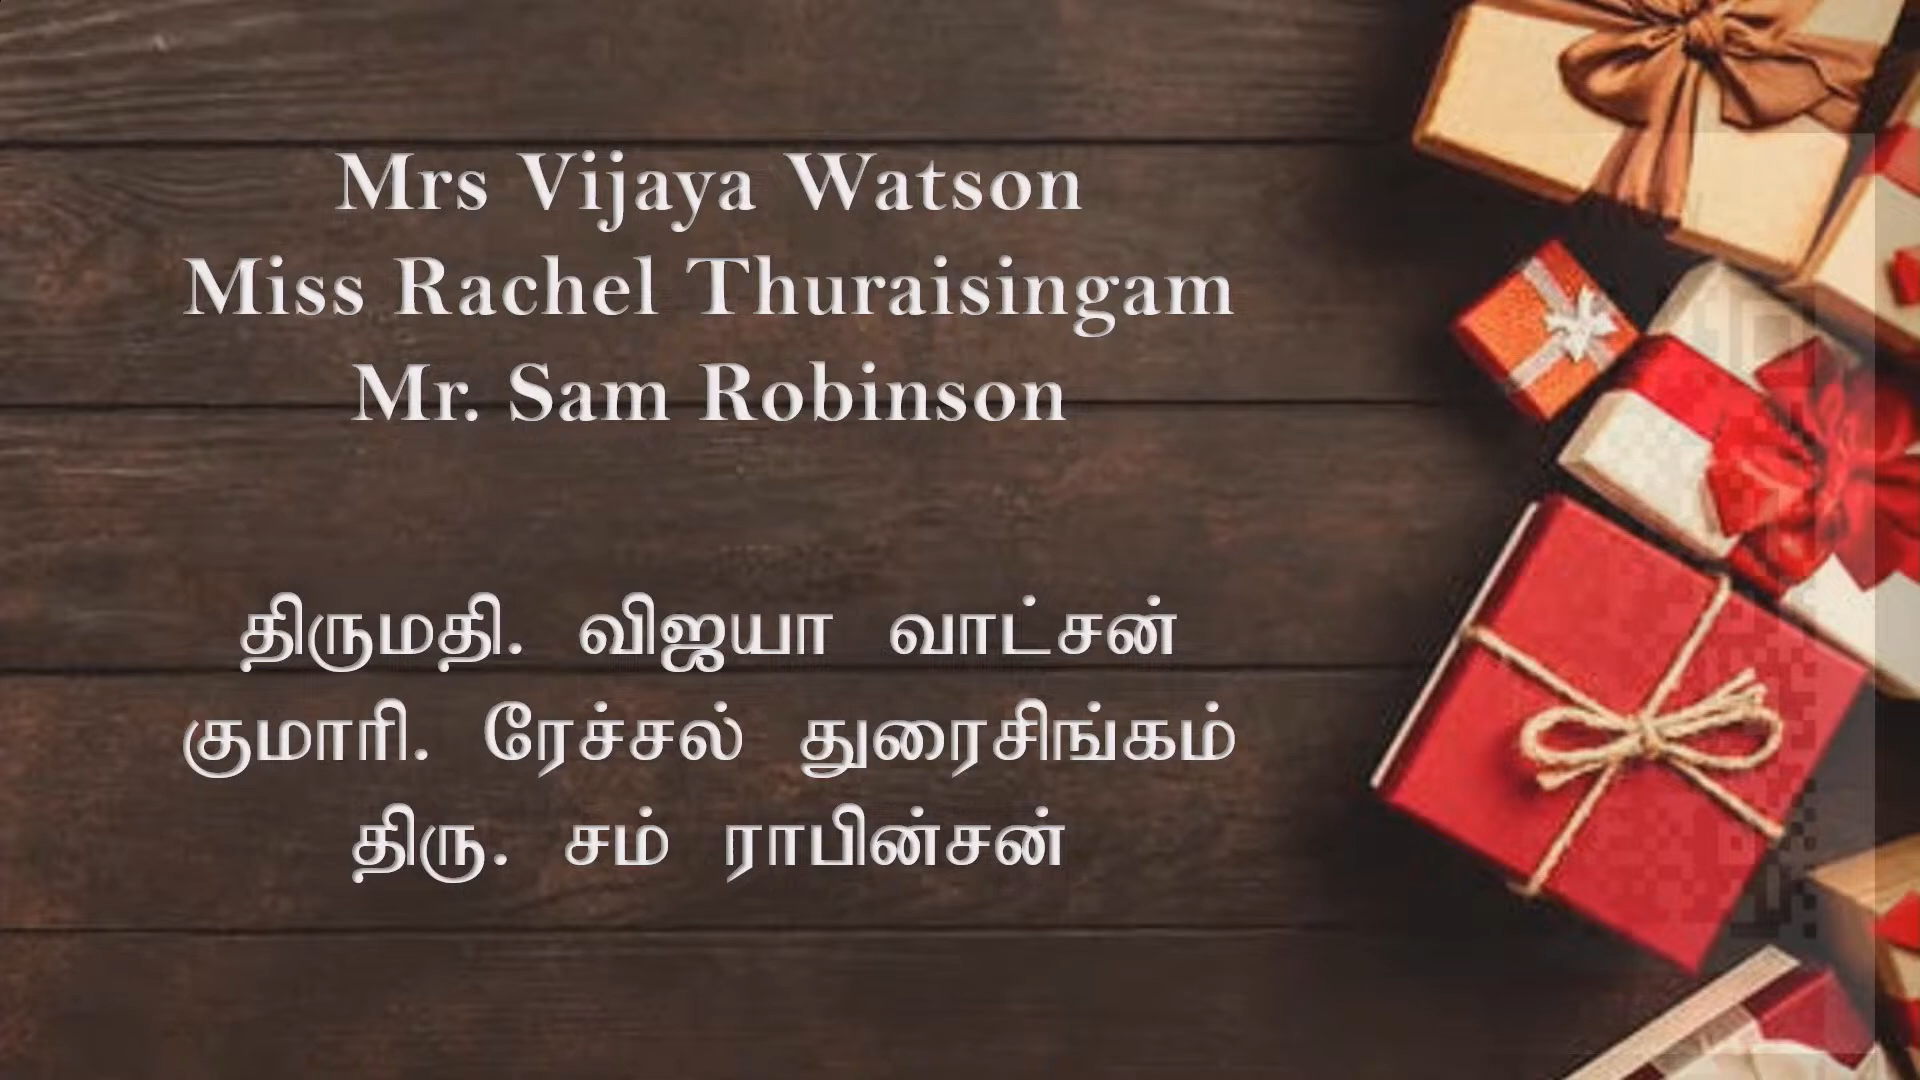 Mrs Vijaya Watson
Miss Rachel Thuraisingam
Mr. Sam Robinson
திருமதி. விஜயா வாட்சன்
குமாரி. ரேச்சல் துரைசிங்கம்
திரு. சம் ராபின்சன்